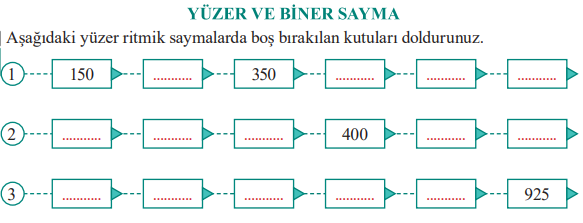 YÜZER VE BİNER SAYMA
Aşağıdaki yüzer ritmik saymalarda boş bırakılan kutuları doldurunuz.
1 150 ........... ........... 350 ........... ........... ...........
2 ........... ........... ........... 400 ........... ...........
3 ........... ........... ........... ........... ........... 925